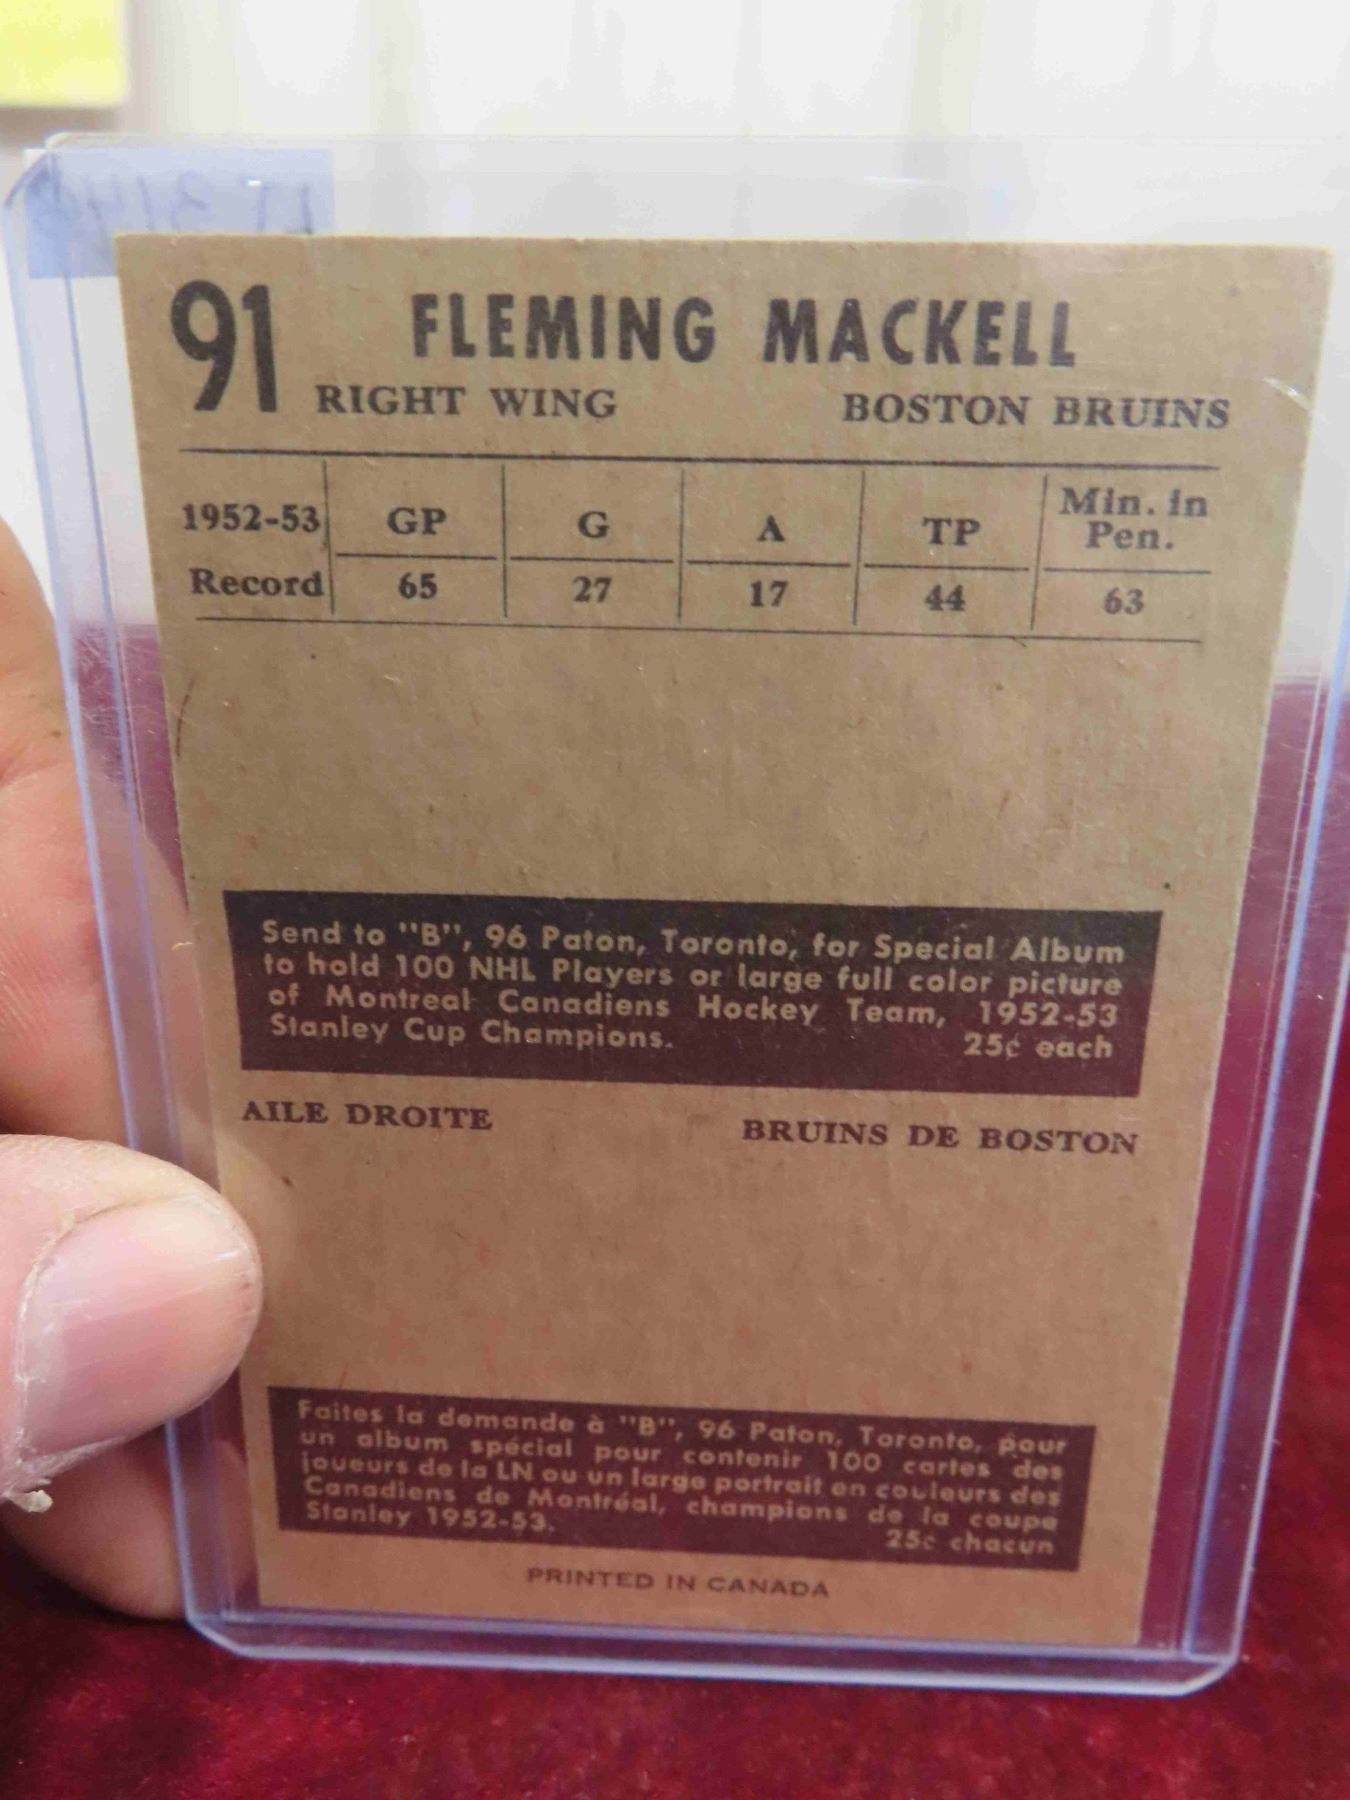 91 FLEMING MACKELL
RIGHT WING BOSTON BRUINS
1952-53 GP G A TP Min. in Pen.
Record 65 27 17 44 63
Send to "B", 96 Paton, Toronto, for Special Album
to hold 100 NHL Players or large full color picture
of Montreal Canadiens Hockey Team, 1952-53
Stanley Cup Champions. 25¢ each
AILE DROITE BRUINS DE BOSTON
Faites la demande à "B", 96 Paton, Toronto, pour
un album spécial pour contenir 100 cartes des
joueurs de la LN ou un large portrait en couleurs des
Canadiens de Montréal, champions de la coupe
Stanley 1952-53. 25¢ chacun
PRINTED IN CANADA